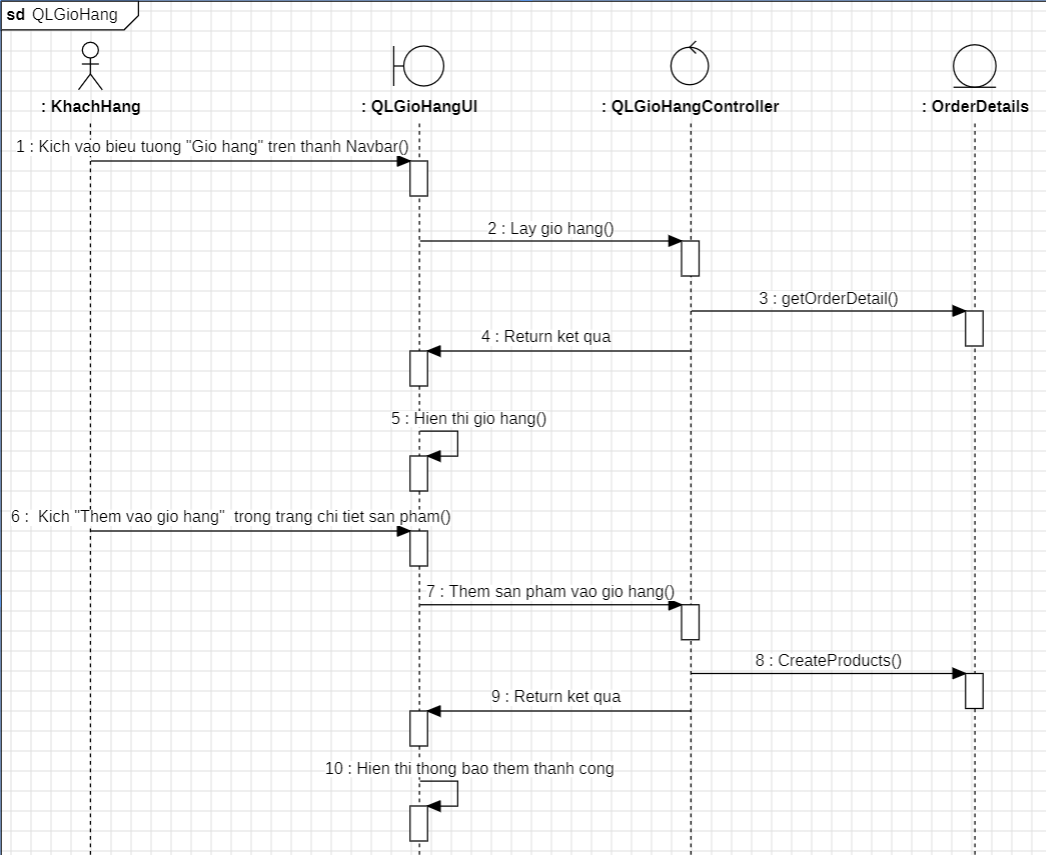 sd QLGioHang
: KhachHang
: QLGioHangUI
: QLGioHangController
: OrderDetails
1 : Kich vao bieu tuong "Gio hang" tren thanh Navbar()
2 : Lay gio hang()
3 : getOrderDetail()
4 : Return ket qua
5 : Hien thi gio hang()
6 :  Kich "Them vao gio hang"  trong trang chi tiet san pham()
7 : Them san pham vao gio hang()
8 : CreateProducts()
9 : Return ket qua
10 : Hien thi thong bao them thanh cong